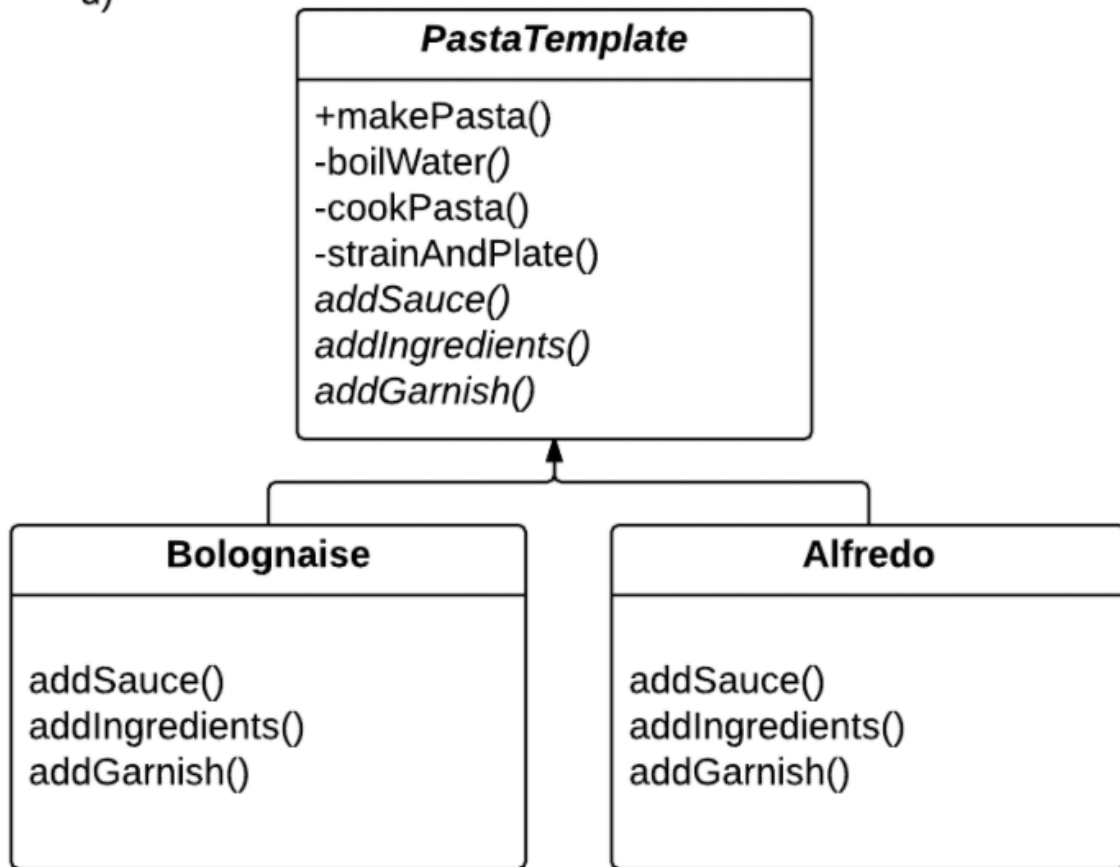 PastaTemplate
+makePasta()
-boilWater()
-cookPasta()
-strainAndPlate()
addSauce()
addIngredients()
addGarnish()
Bolognaise
addSauce()
addIngredients()
addGarnish()
Alfredo
addSauce()
addIngredients()
addGarnish()